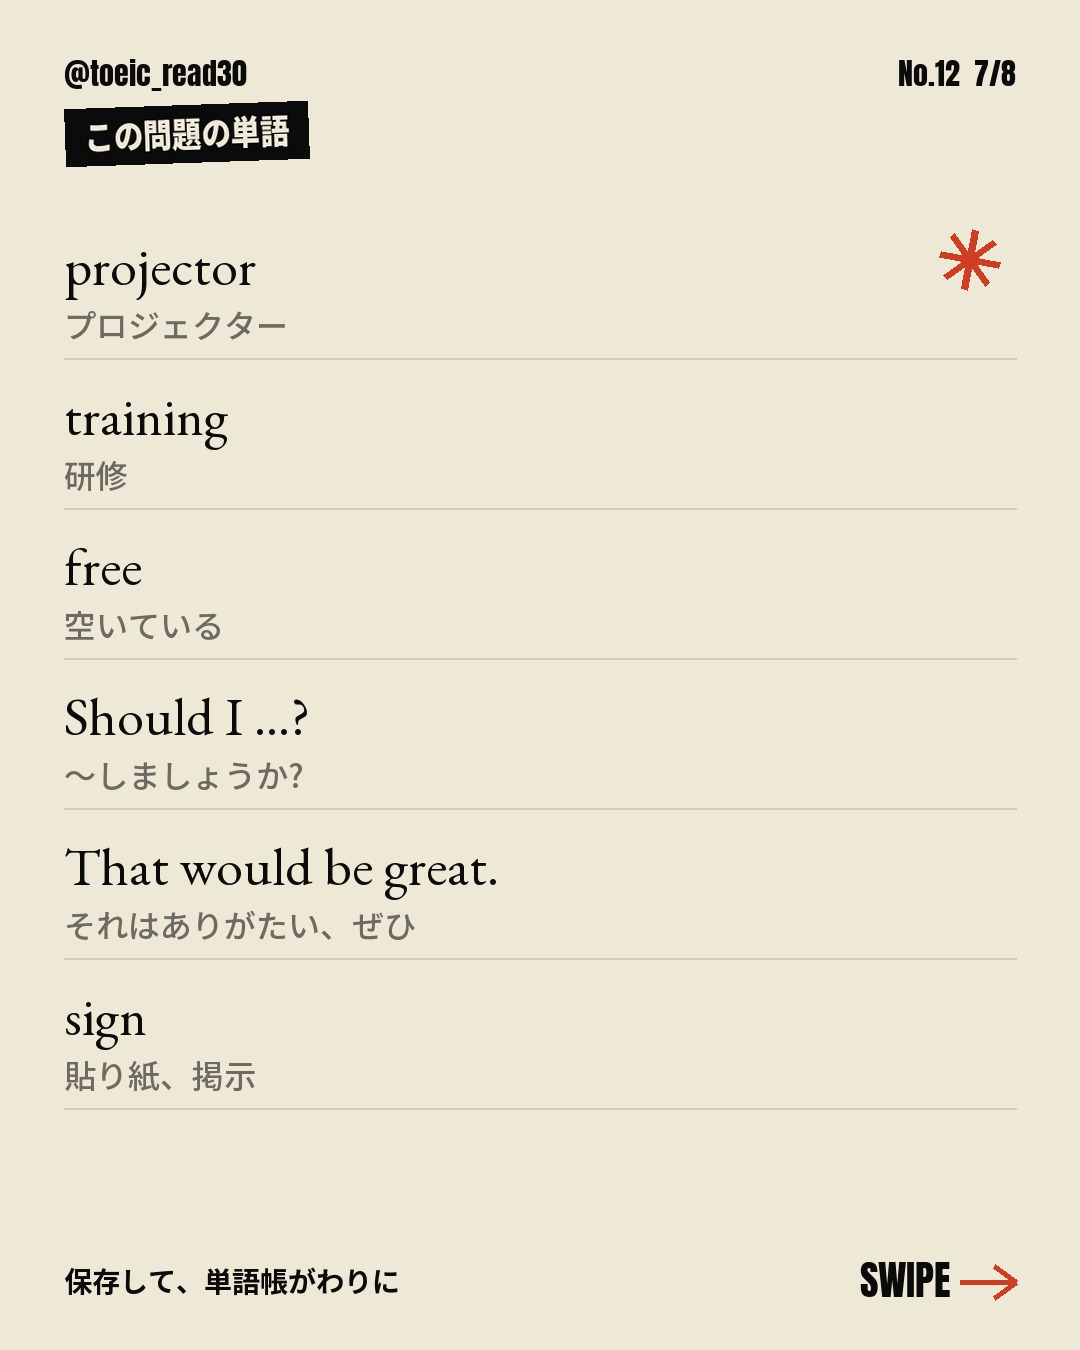 @toeic_read30
No.12 7/8
この問題の単語
projector
プロジェクター
training
研修
free
空いている
Should I ...?
〜しましょうか?
That would be great.
それはありがたい、ぜひ
sign
貼り紙、掲示
保存して、単語帳がわりに
SWIPE